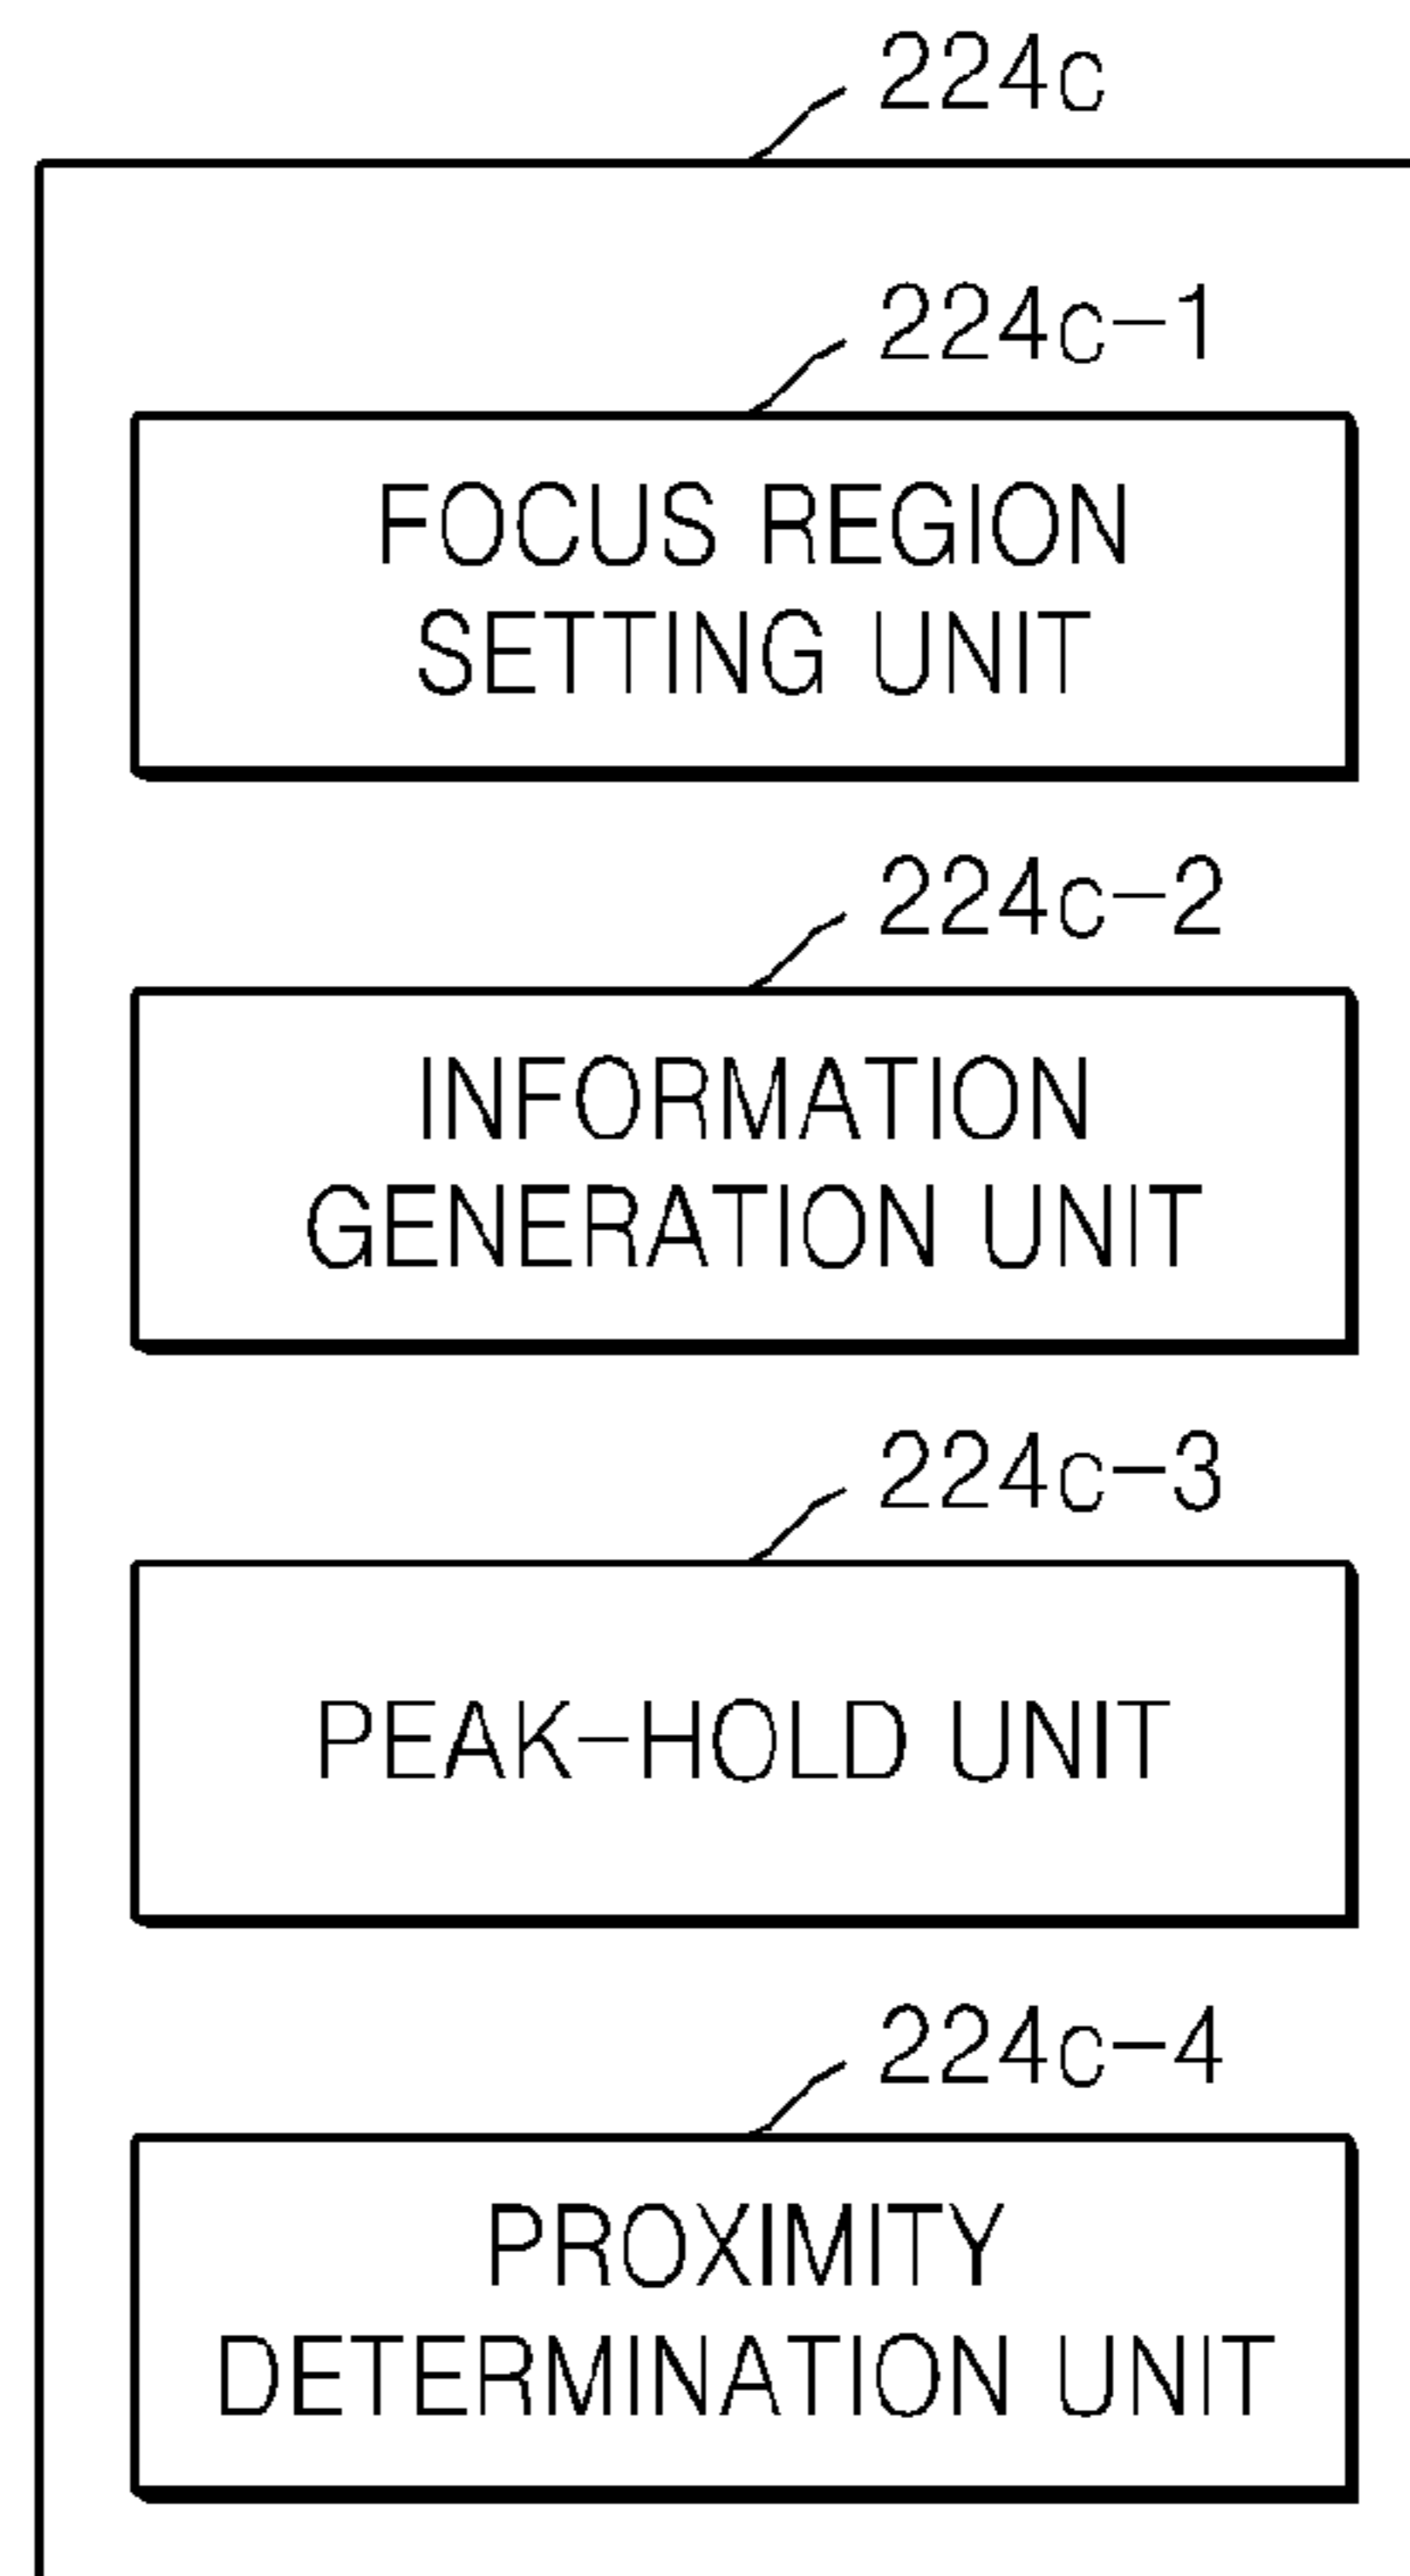 224c
224c-1
FOCUS REGION
SETTING UNIT
224c-2
INFORMATION
GENERATION UNIT
224c-3
PEAK-HOLD UNIT
224c-4
PROXIMITY
DETERMINATION UNIT